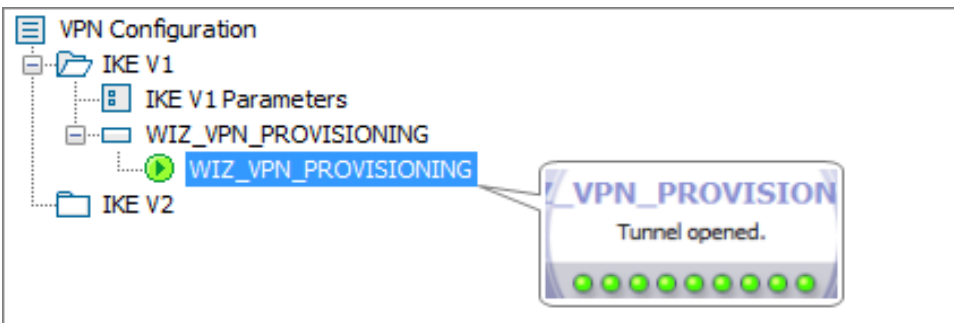 VPN Configuration
IKE V1
IKE V1 Parameters
WIZ_VPN_PROVISIONING
WIZ_VPN_PROVISIONING
_VPN_PROVISION
Tunnel opened.
IKE V2